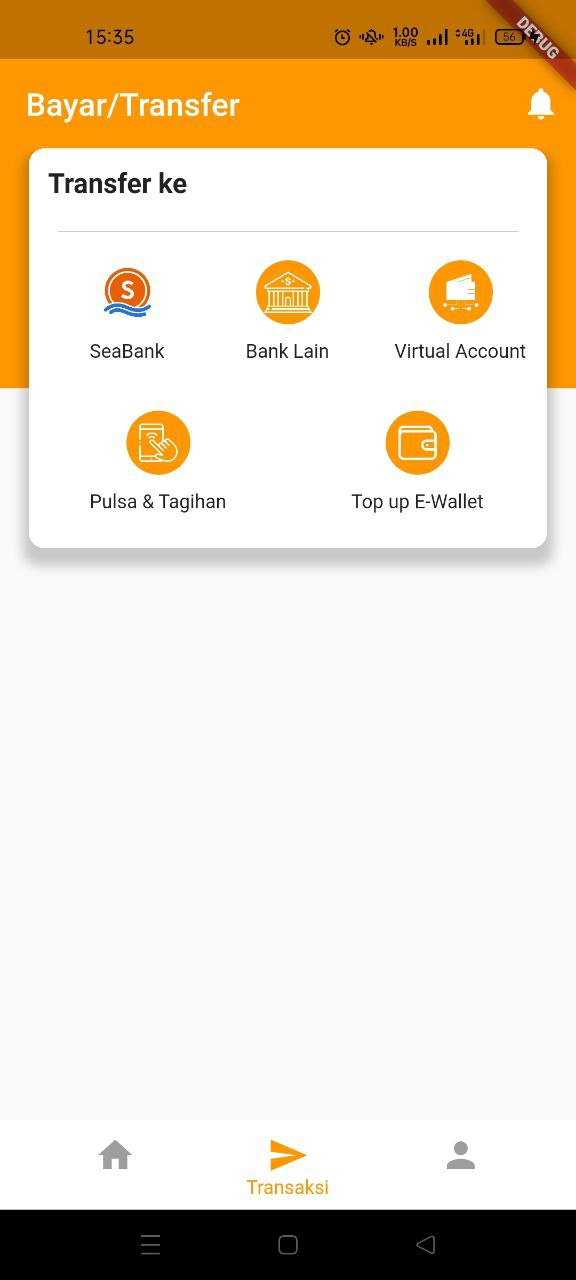 15:35
1.00
KB/S
4G
56
DEBUG
Bayar/Transfer
Transfer ke
S
$
SeaBank
Bank Lain
Virtual Account
Pulsa & Tagihan
Top up E-Wallet
Transaksi